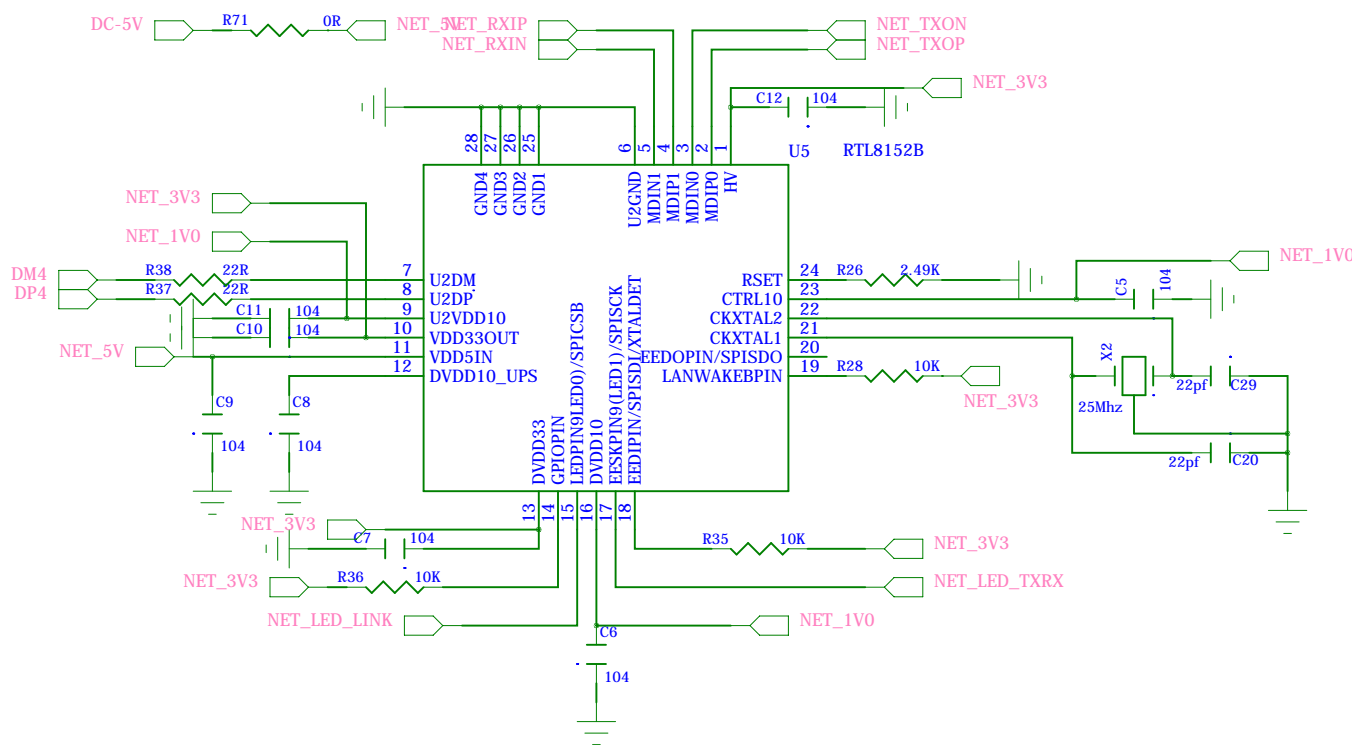 DC-5V R71 0R NET_5V
NET_RXIP
NET_RXIN
NET_TXON
NET_TXOP
NET_3V3
C12 104
U5 RTL8152B
28 27 26 25 6 5 4 3 2 1
GND4 GND3 GND2 GND1 U2GND MDIN1 MDIP1 MDIN0 MDIP0 HV
NET_3V3
NET_1V0
DM4 R38 22R 7 U2DM
DP4 R37 22R 8 U2DP
C11 104 9 U2VDD10
C10 104 10 VDD33OUT
NET_5V 11 VDD5IN
12 DVDD10_UPS
C9 104
C8 104
RSET 24 R26 2.49K
CTRL10 23
CKXTAL2 22
CKXTAL1 21
EEDOPIN/SPISDO 20
LANWAKEBPIN 19 R28 10K
NET_3V3
NET_1V0
C5 104
X2
25Mhz
22pf C29
22pf C20
DVDD33 GPIOPIN LEDPIN9LED0)/SPICSB DVDD10 EESKPIN9(LED1)/SPISCK EEDIPIN/SPISDI/XTALDET
13 14 15 16 17 18
NET_3V3
C7 104
NET_3V3 R36 10K
NET_LED_LINK
R35 10K NET_3V3
NET_LED_TXRX
NET_1V0
C6
104